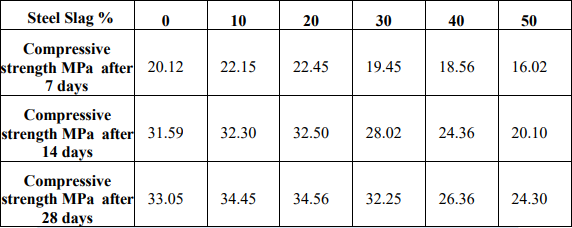 Steel Slag % 0 10 20 30 40 50
Compressive
strength MPa after
7 days
20.12 22.15 22.45 19.45 18.56 16.02
Compressive
strength MPa after
14 days
31.59 32.30 32.50 28.02 24.36 20.10
Compressive
strength MPa after
28 days
33.05 34.45 34.56 32.25 26.36 24.30